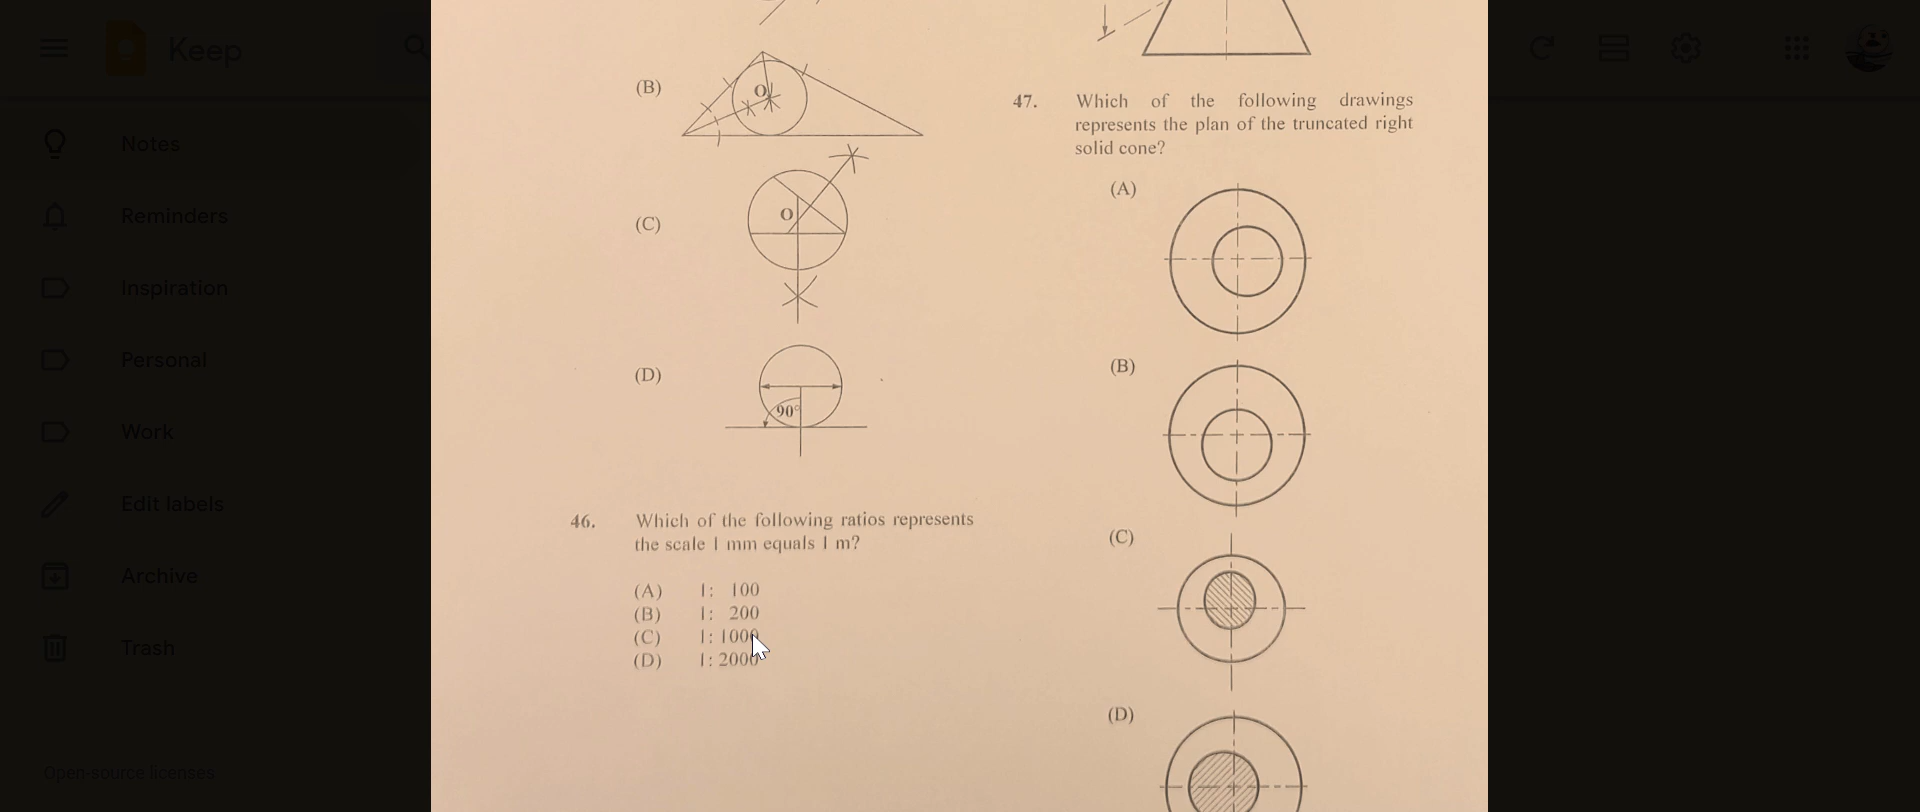 Keep
Notes
Reminders
Inspiration
Personal
Work
Edit labels
Archive
Trash
Open-source licenses
(B)
O
(C)
O
(D)
90°
46. Which of the following ratios represents
the scale 1 mm equals 1 m?
(A) 1: 100
(B) 1: 200
(C) 1: 1000
(D) 1: 2000
47. Which of the following drawings
represents the plan of the truncated right
solid cone?
(A)
(B)
(C)
(D)